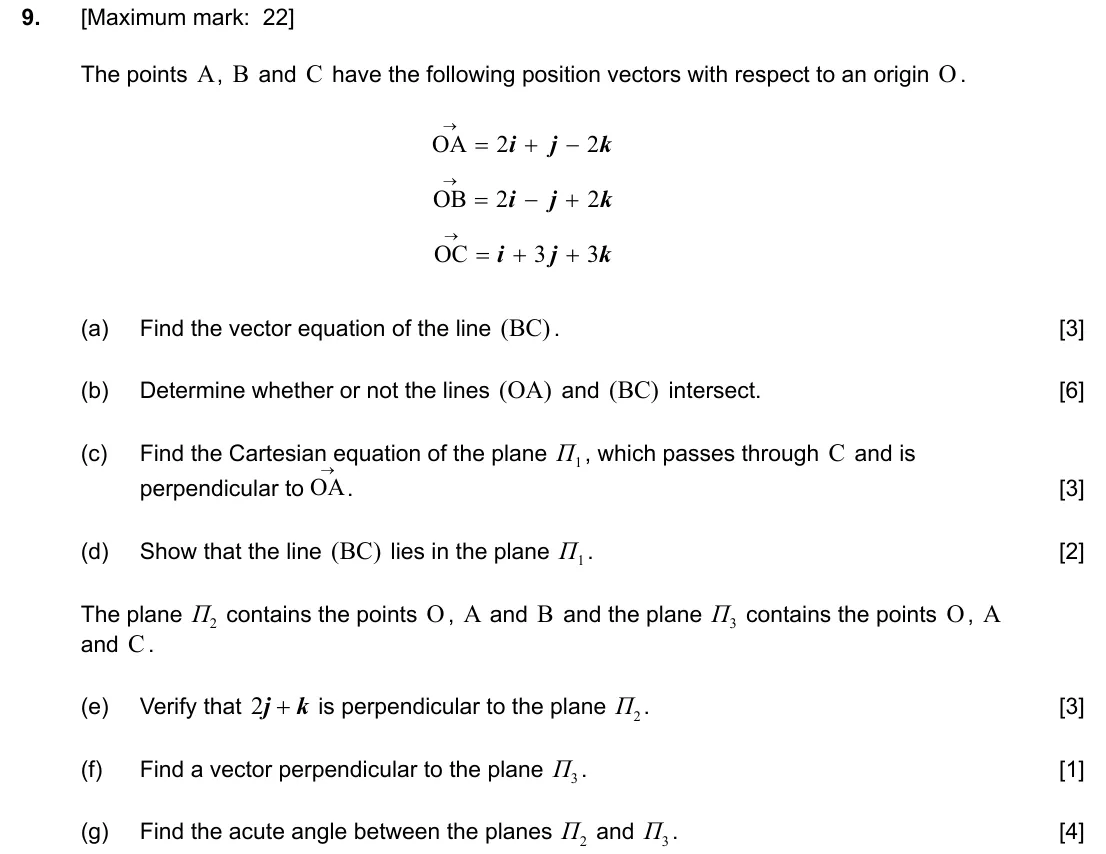 9. [Maximum mark: 22]
The points A, B and C have the following position vectors with respect to an origin O.
→
OA = 2i + j − 2k
→
OB = 2i − j + 2k
→
OC = i + 3j + 3k
(a) Find the vector equation of the line (BC). [3]
(b) Determine whether or not the lines (OA) and (BC) intersect. [6]
(c) Find the Cartesian equation of the plane Π₁, which passes through C and is
→
perpendicular to OA. [3]
(d) Show that the line (BC) lies in the plane Π₁. [2]
The plane Π₂ contains the points O, A and B and the plane Π₃ contains the points O, A
and C.
(e) Verify that 2j + k is perpendicular to the plane Π₂. [3]
(f) Find a vector perpendicular to the plane Π₃. [1]
(g) Find the acute angle between the planes Π₂ and Π₃. [4]